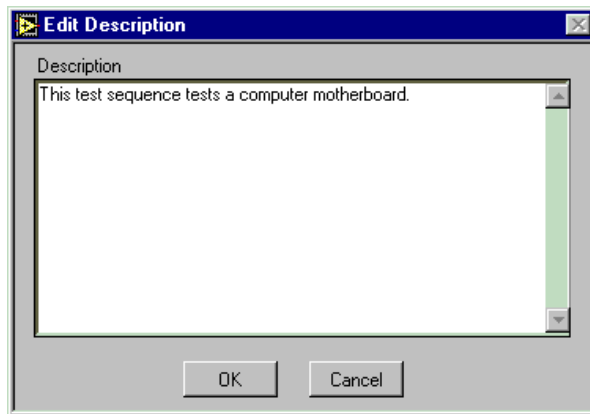 Edit Description
Description
This test sequence tests a computer motherboard.
OK Cancel